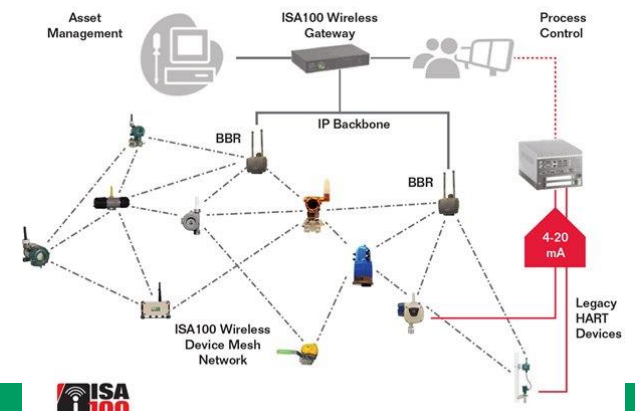 Asset
Management
ISA100 Wireless
Gateway
Process
Control
IP Backbone
BBR
BBR
4-20
mA
Legacy
HART
Devices
ISA100 Wireless
Device Mesh
Network
ISA
100